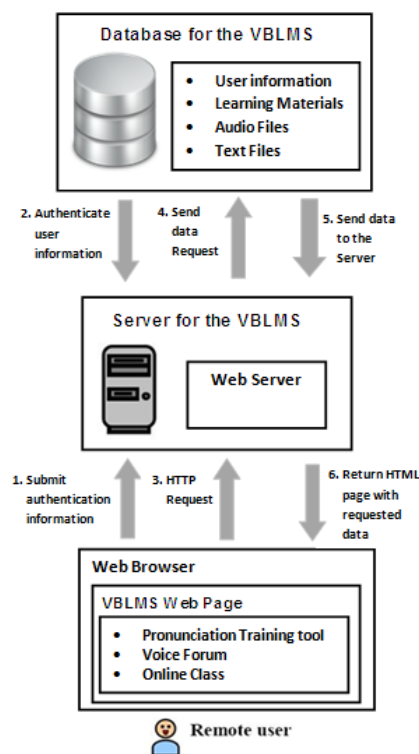 Database for the VBLMS
• User information
• Learning Materials
• Audio Files
• Text Files
2. Authenticate
user
information
4. Send
data
Request
5. Send data
to the
Server
Server for the VBLMS
Web Server
1. Submit
authentication
information
3. HTTP
Request
6. Return HTML
page with
requested
data
Web Browser
VBLMS Web Page
• Pronunciation Training tool
• Voice Forum
• Online Class
Remote user